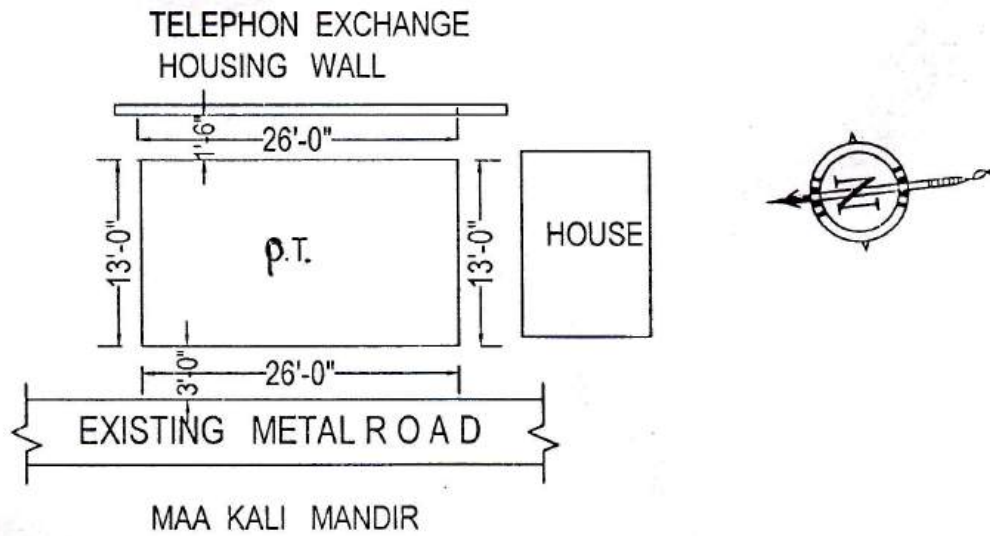 TELEPHON EXCHANGE
HOUSING WALL
1'-6"
26'-0"
13'-0"
P.T.
13'-0"
HOUSE
N
3'-0"
26'-0"
EXISTING METAL ROAD
MAA KALI MANDIR